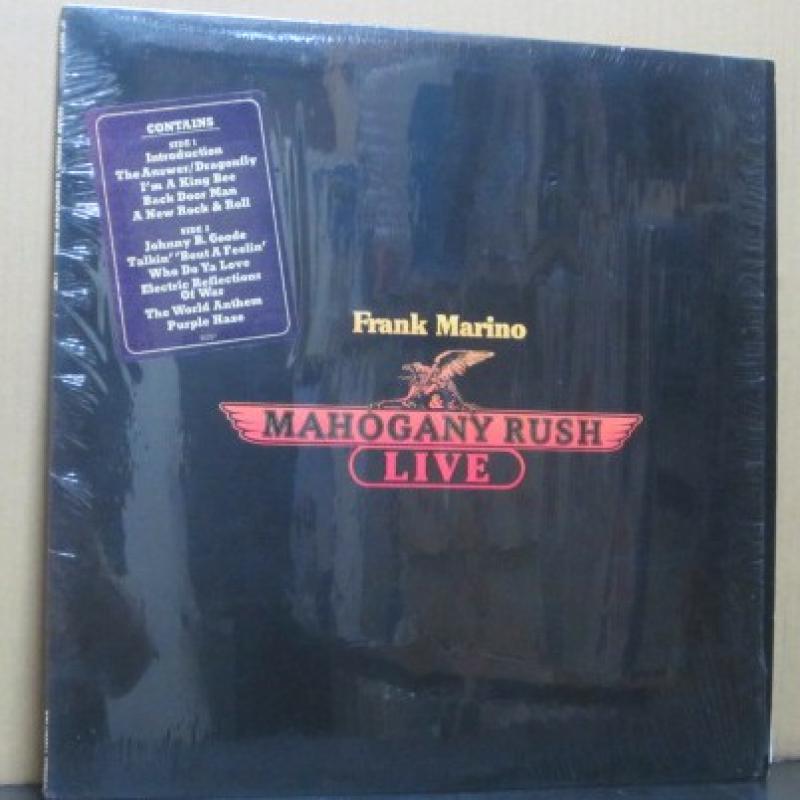 CONTAINS
SIDE 1
Introduction
The Answer/Dragonfly
I'm A King Bee
Back Door Man
A New Rock & Roll
SIDE 2
Johnny B. Goode
Talkin' 'Bout A Feelin'
Who Do Ya Love
Electric Reflections
Of War
The World Anthem
Purple Haze
Frank Marino
&
MAHOGANY RUSH
LIVE